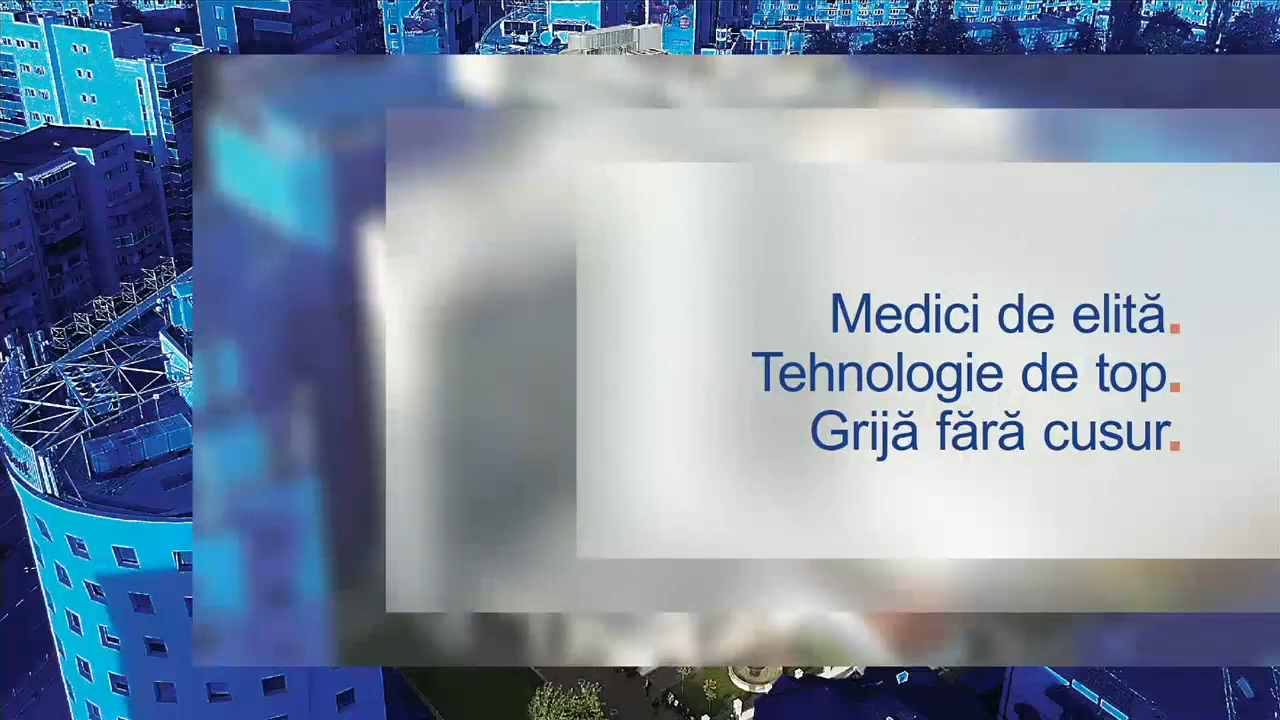 Medici de elită.
Tehnologie de top.
Grijă fără cusur.